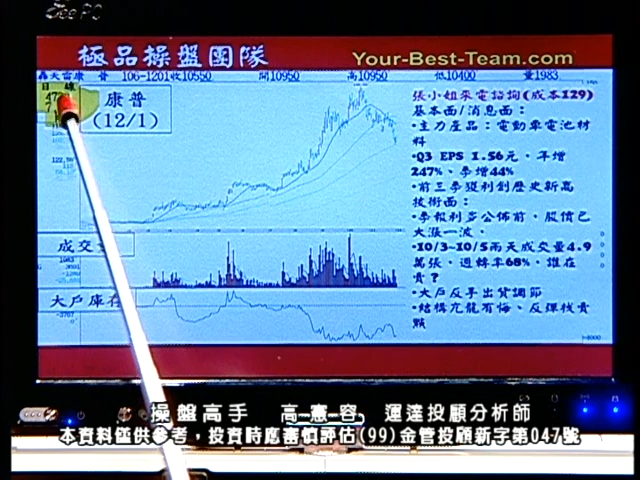 極品操盤團隊
Your-Best-Team.com
106-1201收10550 開10950 高10950 低10400 量1983
日 線
康普
(12/1)
成交
大戶庫存
張小姐來電諮詢(成本129)
基本面/消息面：
•主力產品：電動車電池材
料
•Q3 EPS 1.56元，年增
247%、季增44%
•前三季獲利創歷史新高
技術面：
•季報利多公佈前，股價已
大漲一波．
•10/3~10/5兩天成交量4.9
萬張，週轉率68%，誰在
賣？
•大戶反手出貨調節
•結構亢龍有悔、反彈找賣
點
操盤高手 高憲容 運達投顧分析師
本資料僅供參考，投資時應審慎評估(99)金管投顧新字第047號